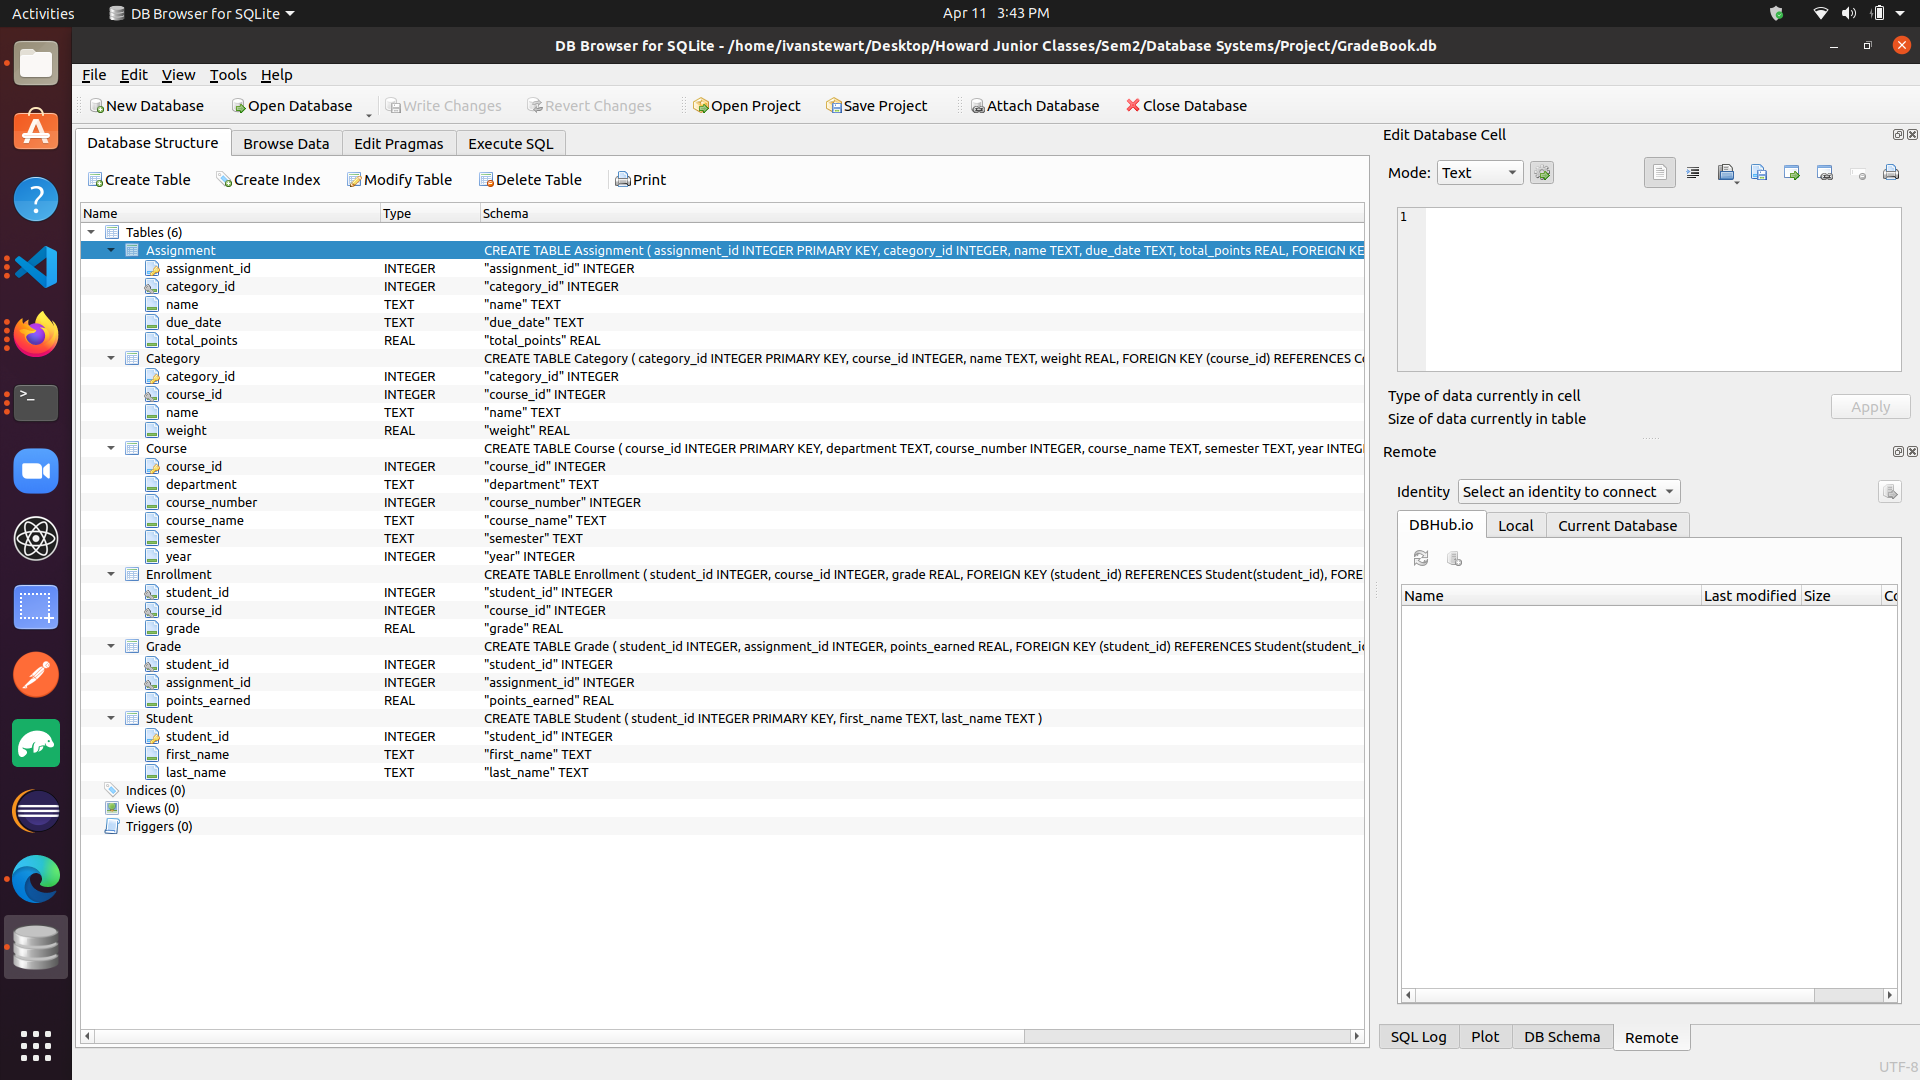 Activities DB Browser for SQLite Apr 11 3:43 PM
DB Browser for SQLite - /home/ivanstewart/Desktop/Howard Junior Classes/Sem2/Database Systems/Project/GradeBook.db
File Edit View Tools Help
New Database Open Database Write Changes Revert Changes Open Project Save Project Attach Database Close Database
Database Structure Browse Data Edit Pragmas Execute SQL
Create Table Create Index Modify Table Delete Table Print
Name Type Schema
Tables (6)
Assignment CREATE TABLE Assignment ( assignment_id INTEGER PRIMARY KEY, category_id INTEGER, name TEXT, due_date TEXT, total_points REAL, FOREIGN KE
assignment_id INTEGER "assignment_id" INTEGER
category_id INTEGER "category_id" INTEGER
name TEXT "name" TEXT
due_date TEXT "due_date" TEXT
total_points REAL "total_points" REAL
Category CREATE TABLE Category ( category_id INTEGER PRIMARY KEY, course_id INTEGER, name TEXT, weight REAL, FOREIGN KEY (course_id) REFERENCES Co
category_id INTEGER "category_id" INTEGER
course_id INTEGER "course_id" INTEGER
name TEXT "name" TEXT
weight REAL "weight" REAL
Course CREATE TABLE Course ( course_id INTEGER PRIMARY KEY, department TEXT, course_number INTEGER, course_name TEXT, semester TEXT, year INTEG
course_id INTEGER "course_id" INTEGER
department TEXT "department" TEXT
course_number INTEGER "course_number" INTEGER
course_name TEXT "course_name" TEXT
semester TEXT "semester" TEXT
year INTEGER "year" INTEGER
Enrollment CREATE TABLE Enrollment ( student_id INTEGER, course_id INTEGER, grade REAL, FOREIGN KEY (student_id) REFERENCES Student(student_id), FORE
student_id INTEGER "student_id" INTEGER
course_id INTEGER "course_id" INTEGER
grade REAL "grade" REAL
Grade CREATE TABLE Grade ( student_id INTEGER, assignment_id INTEGER, points_earned REAL, FOREIGN KEY (student_id) REFERENCES Student(student_id
student_id INTEGER "student_id" INTEGER
assignment_id INTEGER "assignment_id" INTEGER
points_earned REAL "points_earned" REAL
Student CREATE TABLE Student ( student_id INTEGER PRIMARY KEY, first_name TEXT, last_name TEXT )
student_id INTEGER "student_id" INTEGER
first_name TEXT "first_name" TEXT
last_name TEXT "last_name" TEXT
Indices (0)
Views (0)
Triggers (0)
Edit Database Cell
Mode: Text
1
Type of data currently in cell
Size of data currently in table
Apply
Remote
Identity Select an identity to connect
DBHub.io Local Current Database
Name Last modified Size Co
SQL Log Plot DB Schema Remote
UTF-8